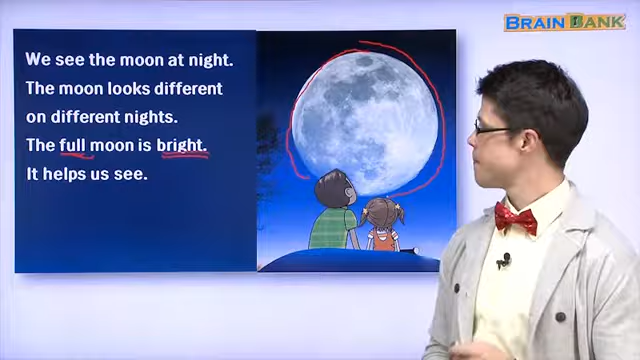 BRAIN BANK
We see the moon at night.
The moon looks different
on different nights.
The full moon is bright.
It helps us see.